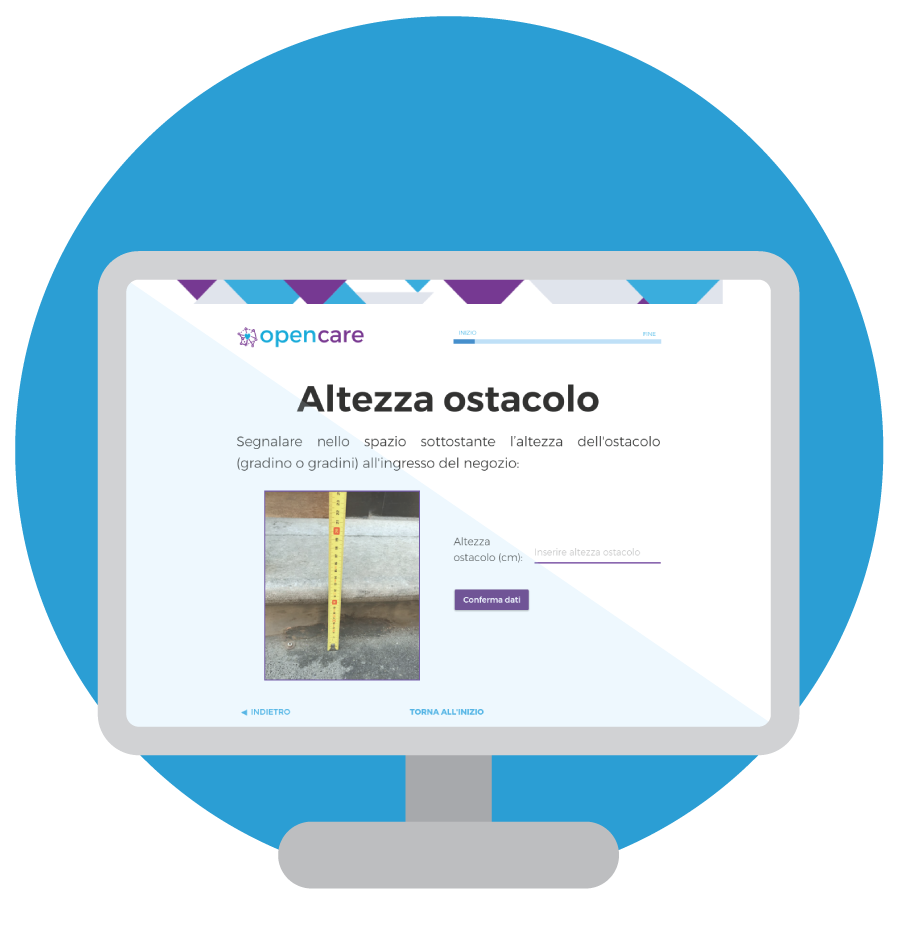 opencare
INIZIO
FINE
Altezza ostacolo
Segnalare nello spazio sottostante l'altezza dell'ostacolo
(gradino o gradini) all'ingresso del negozio:
Altezza
ostacolo (cm):
Inserire altezza ostacolo
Conferma dati
◀ INDIETRO
TORNA ALL'INIZIO